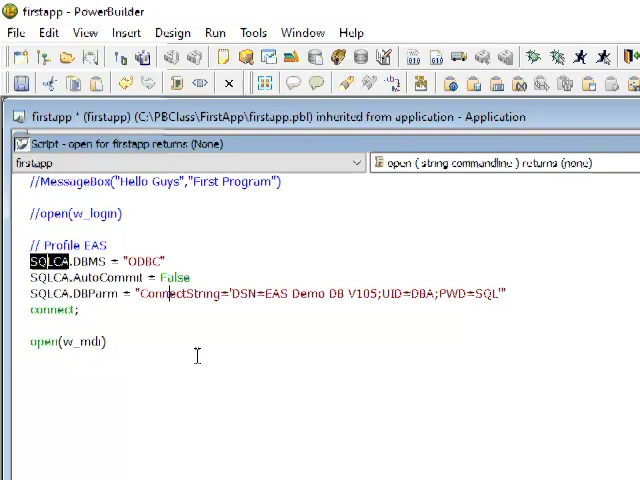 firstapp - PowerBuilder
File Edit View Insert Design Run Tools Window Help
firstapp * (firstapp) (C:\PBClass\FirstApp\firstapp.pbl) inherited from application - Application
Script - open for firstapp returns (None)
firstapp open ( string commandline ) returns (none)
//MessageBox("Hello Guys","First Program")
//open(w_login)
// Profile EAS
SQLCA.DBMS = "ODBC"
SQLCA.AutoCommit = False
SQLCA.DBParm = "ConnectString='DSN=EAS Demo DB V105;UID=DBA;PWD=SQL'"
connect;
open(w_mdi)